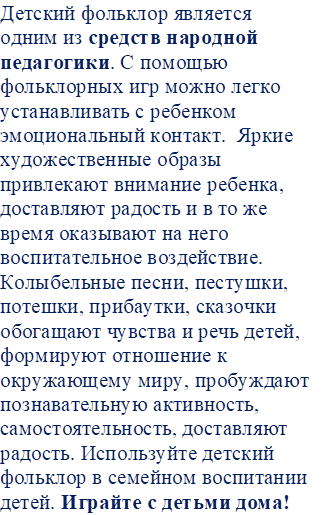 Детский фольклор является
одним из средств народной
педагогики. С помощью
фольклорных игр можно легко
устанавливать с ребенком
эмоциональный контакт.  Яркие
художественные образы
привлекают внимание ребенка,
доставляют радость и в то же
время оказывают на него
воспитательное воздействие.
Колыбельные песни, пестушки,
потешки, прибаутки, сказочки
обогащают чувства и речь детей,
формируют отношение к
окружающему миру, пробуждают
познавательную активность,
самостоятельность, доставляют
радость. Используйте детский
фольклор в семейном воспитании
детей. Играйте с детьми дома!